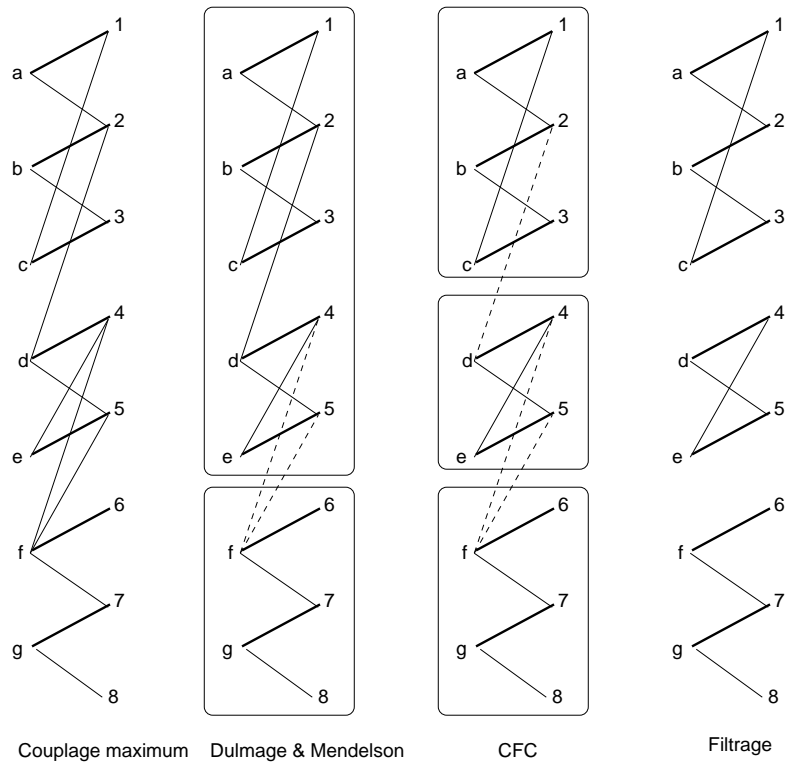 1 1 1 1
a a a a
2 2 2 2
b b b b
3 3 3 3
c c c c
4 4 4 4
d d d d
5 5 5 5
e e e e
6 6 6 6
f f f f
7 7 7 7
g g g g
8 8 8 8
Couplage maximum Dulmage & Mendelson CFC Filtrage